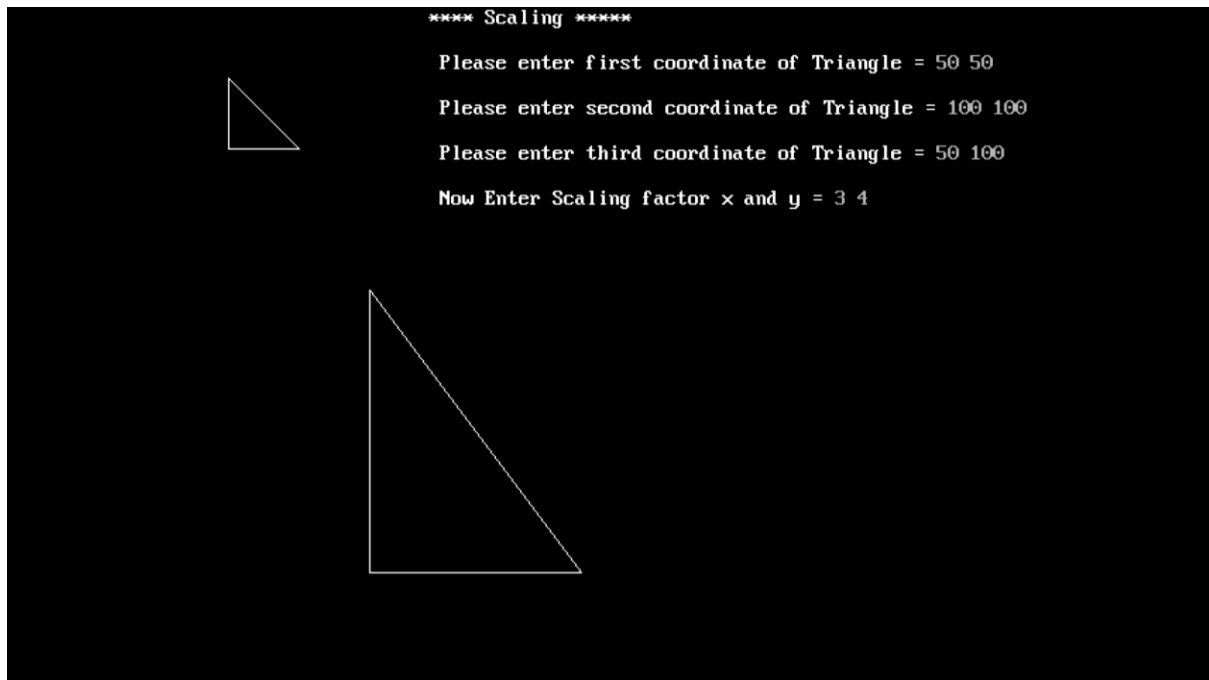 **** Scaling *****
Please enter first coordinate of Triangle = 50 50
Please enter second coordinate of Triangle = 100 100
Please enter third coordinate of Triangle = 50 100
Now Enter Scaling factor x and y = 3 4